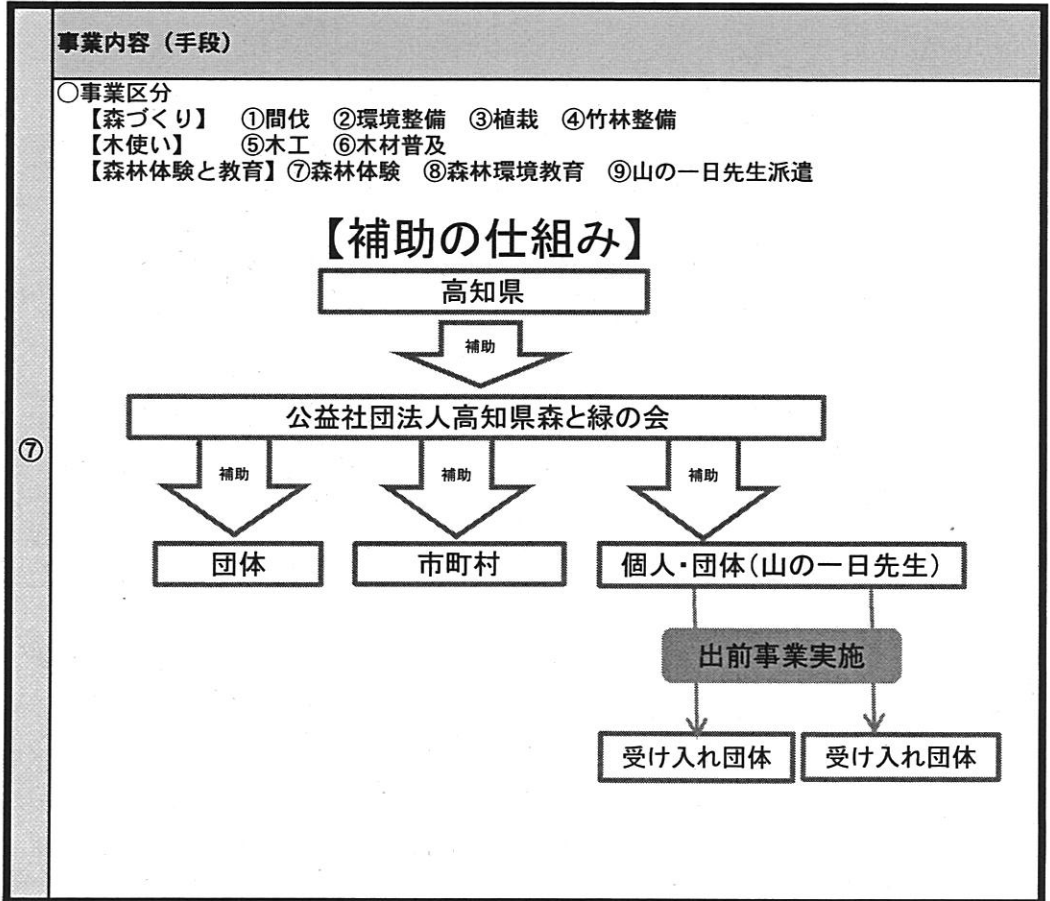 事業内容（手段）
○事業区分
【森づくり】 ①間伐 ②環境整備 ③植栽 ④竹林整備
【木使い】 ⑤木工 ⑥木材普及
【森林体験と教育】⑦森林体験 ⑧森林環境教育 ⑨山の一日先生派遣
【補助の仕組み】
高知県
補助
公益社団法人高知県森と緑の会
⑦
補助 補助 補助
団体 市町村 個人・団体（山の一日先生）
出前事業実施
受け入れ団体 受け入れ団体